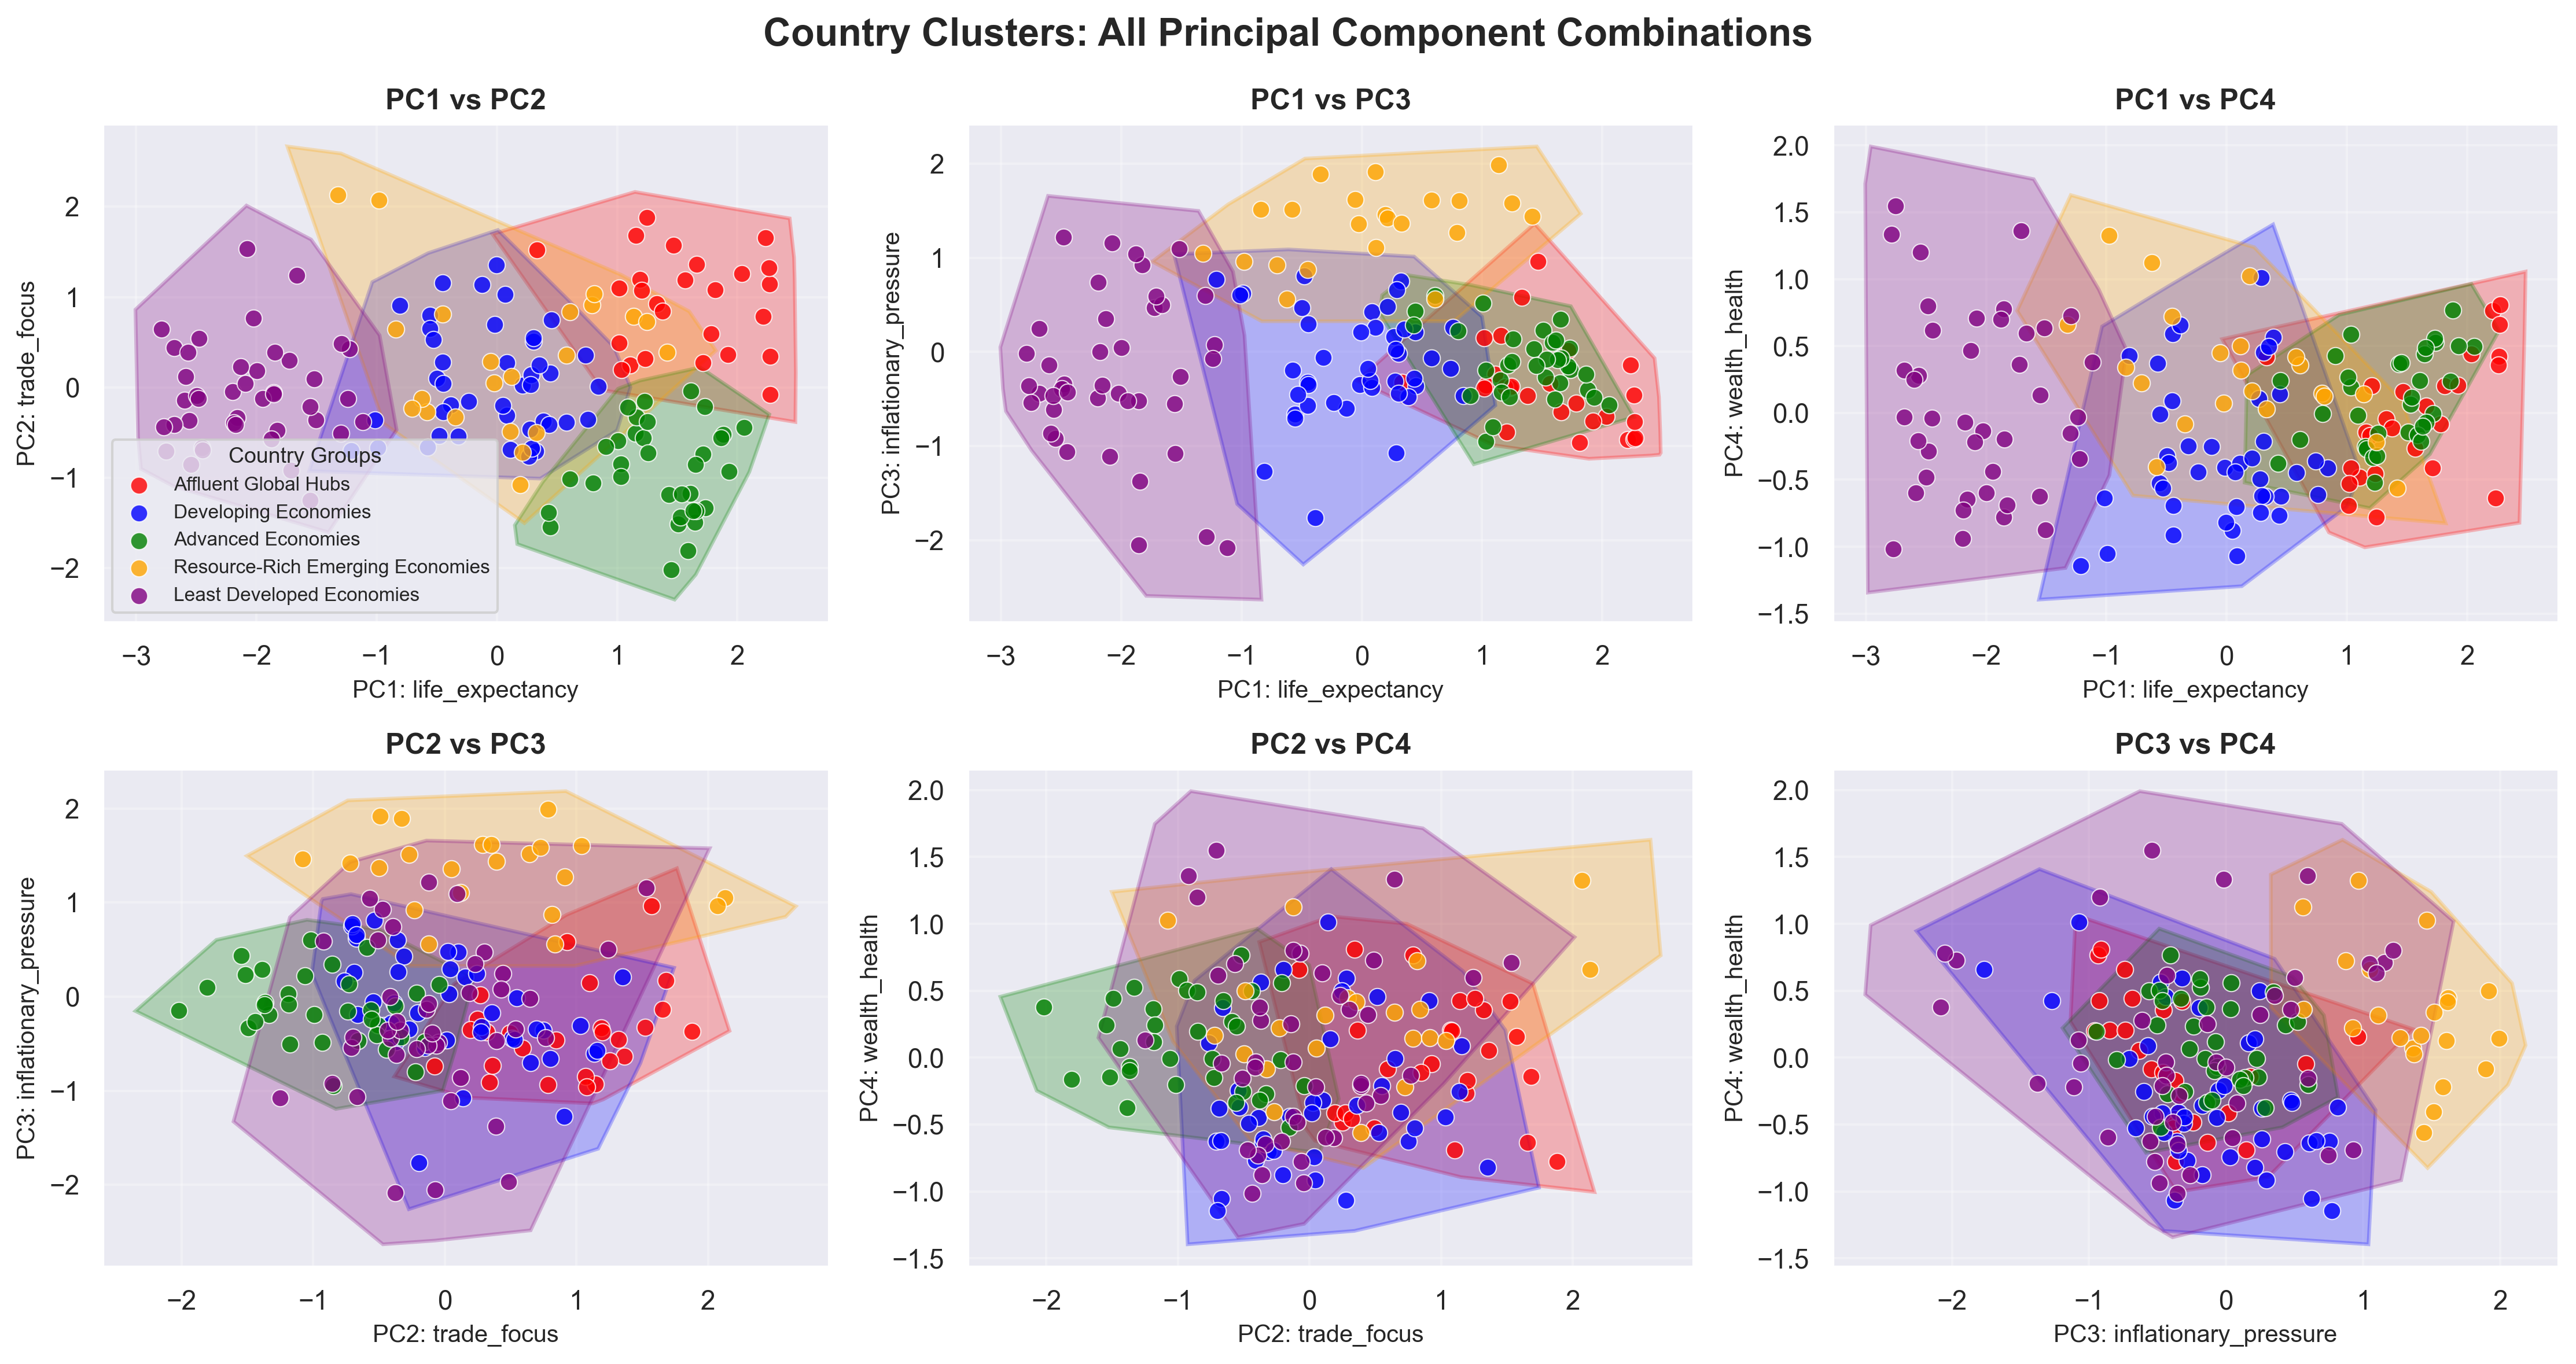 Country Clusters: All Principal Component Combinations
PC1 vs PC2
2
1
0
−1
−2
PC2: trade_focus
Country Groups
Affluent Global Hubs
Developing Economies
Advanced Economies
Resource-Rich Emerging Economies
Least Developed Economies
−3 −2 −1 0 1 2
PC1: life_expectancy
PC1 vs PC3
2
1
0
−1
−2
PC3: inflationary_pressure
−3 −2 −1 0 1 2
PC1: life_expectancy
PC1 vs PC4
2.0
1.5
1.0
0.5
0.0
−0.5
−1.0
−1.5
PC4: wealth_health
−3 −2 −1 0 1 2
PC1: life_expectancy
PC2 vs PC3
2
1
0
−1
−2
PC3: inflationary_pressure
−2 −1 0 1 2
PC2: trade_focus
PC2 vs PC4
2.0
1.5
1.0
0.5
0.0
−0.5
−1.0
−1.5
PC4: wealth_health
−2 −1 0 1 2
PC2: trade_focus
PC3 vs PC4
2.0
1.5
1.0
0.5
0.0
−0.5
−1.0
−1.5
PC4: wealth_health
−2 −1 0 1 2
PC3: inflationary_pressure